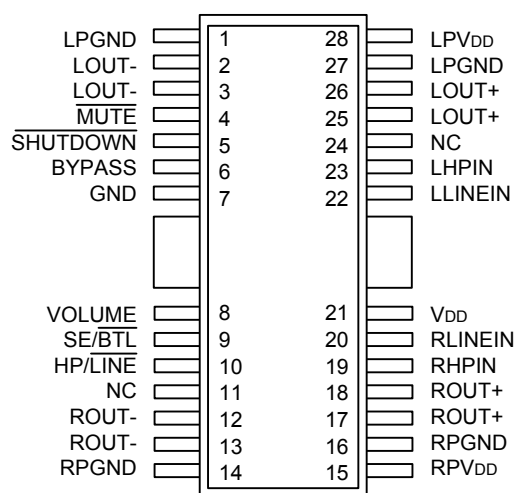 LPGND 1 28 LPVDD
LOUT- 2 27 LPGND
LOUT- 3 26 LOUT+
MUTE 4 25 LOUT+
SHUTDOWN 5 24 NC
BYPASS 6 23 LHPIN
GND 7 22 LLINEIN
VOLUME 8 21 VDD
SE/BTL 9 20 RLINEIN
HP/LINE 10 19 RHPIN
NC 11 18 ROUT+
ROUT- 12 17 ROUT+
ROUT- 13 16 RPGND
RPGND 14 15 RPVDD